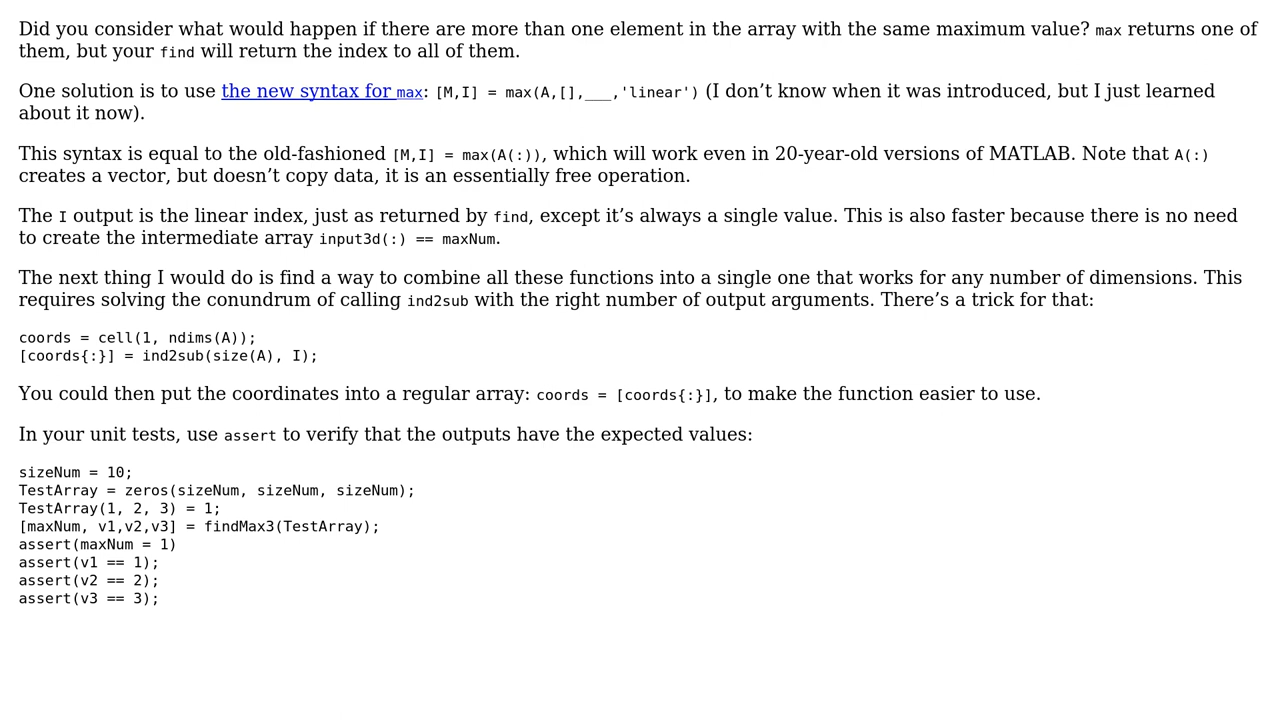 Did you consider what would happen if there are more than one element in the array with the same maximum value? max returns one of
them, but your find will return the index to all of them.
One solution is to use the new syntax for max: [M,I] = max(A,[],___,'linear') (I don’t know when it was introduced, but I just learned
about it now).
This syntax is equal to the old-fashioned [M,I] = max(A(:)), which will work even in 20-year-old versions of MATLAB. Note that A(:)
creates a vector, but doesn’t copy data, it is an essentially free operation.
The I output is the linear index, just as returned by find, except it’s always a single value. This is also faster because there is no need
to create the intermediate array input3d(:) == maxNum.
The next thing I would do is find a way to combine all these functions into a single one that works for any number of dimensions. This
requires solving the conundrum of calling ind2sub with the right number of output arguments. There’s a trick for that:
coords = cell(1, ndims(A));
[coords{:}] = ind2sub(size(A), I);
You could then put the coordinates into a regular array: coords = [coords{:}], to make the function easier to use.
In your unit tests, use assert to verify that the outputs have the expected values:
sizeNum = 10;
TestArray = zeros(sizeNum, sizeNum, sizeNum);
TestArray(1, 2, 3) = 1;
[maxNum, v1,v2,v3] = findMax3(TestArray);
assert(maxNum = 1)
assert(v1 == 1);
assert(v2 == 2);
assert(v3 == 3);